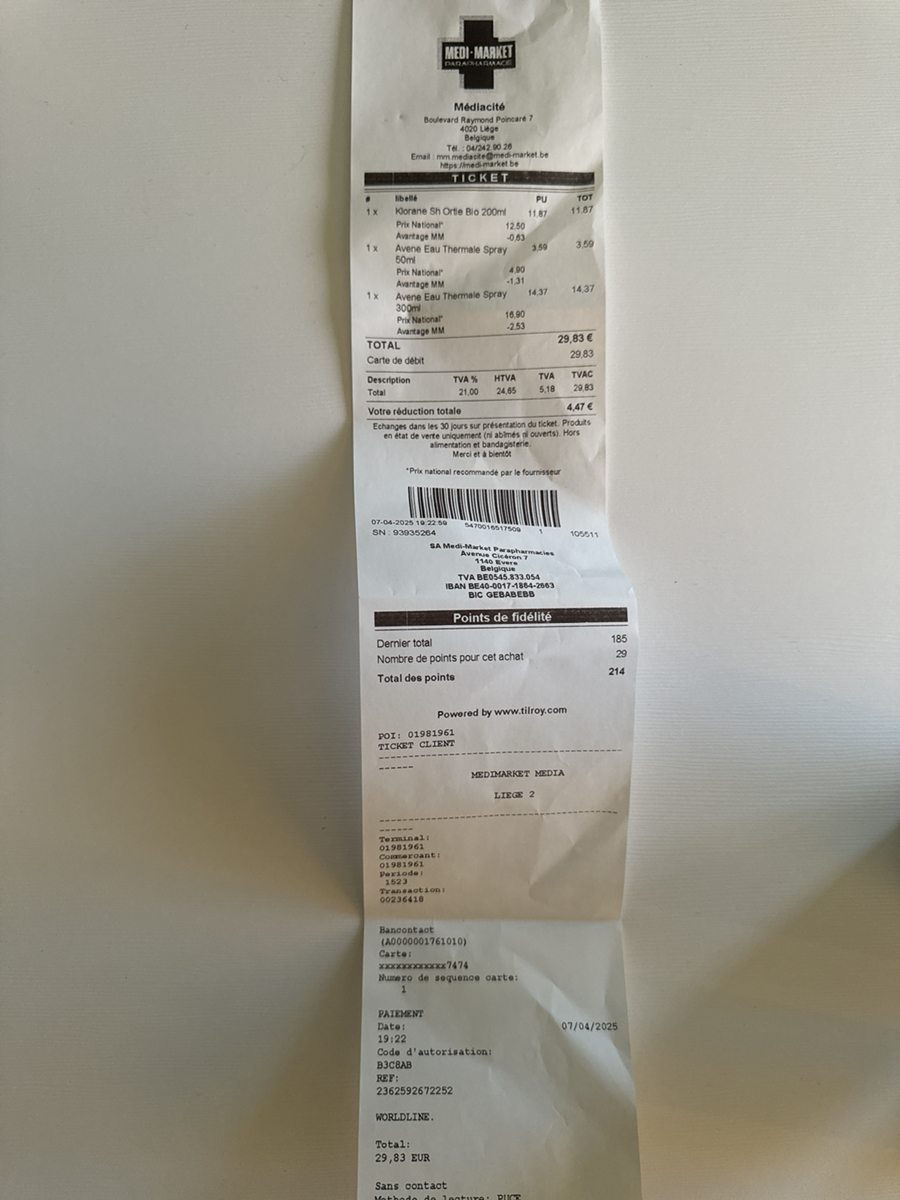 MEDI-MARKET
PARAPHARMACIE
Médiacité
Boulevard Raymond Poincaré 7
4020 Liège
Belgique
Tél. : 04/242.90.26
Email : mm.mediacite@medi-market.be
https://medi-market.be
TICKET
# libellé PU TOT
1 x Klorane Sh Ortie Bio 200ml 11,87 11,87
Prix National* 12,50
Avantage MM -0,63
1 x Avene Eau Thermale Spray 3,59 3,59
50ml
Prix National* 4,90
Avantage MM -1,31
1 x Avene Eau Thermale Spray 14,37 14,37
300ml
Prix National* 16,90
Avantage MM -2,53
TOTAL 29,83 €
Carte de débit 29,83
Description TVA % HTVA TVA TVAC
Total 21,00 24,65 5,18 29,83
Votre réduction totale 4,47 €
Echanges dans les 30 jours sur présentation du ticket. Produits
en état de vente uniquement (ni abîmés ni ouverts). Hors
alimentation et bandagisterie.
Merci et à bientôt
*Prix national recommandé par le fournisseur
07-04-2025 19:22:59 5470016517509 1 105511
SN : 93935264
SA Medi-Market Parapharmacies
Avenue Cicéron 7
1140 Evere
Belgique
TVA BE0545.833.054
IBAN BE40-0017-1864-2663
BIC GEBABEBB
Points de fidélité
Dernier total 185
Nombre de points pour cet achat 29
Total des points 214
Powered by www.tilroy.com
POI: 01981961
TICKET CLIENT
--------------------------------
------
MEDIMARKET MEDIA
LIEGE 2
--------------------------------
------
Terminal:
01981961
Commercant:
01981961
Periode:
1523
Transaction:
00236418
Bancontact
(A0000001761010)
Carte:
xxxxxxxxxxxx7474
Numero de sequence carte:
1
PAIEMENT
Date: 07/04/2025
19:22
Code d'autorisation:
B3C8AB
REF:
2362592672252
WORLDLINE.
Total:
29,83 EUR
Sans contact
Methode de lecture: PUCE